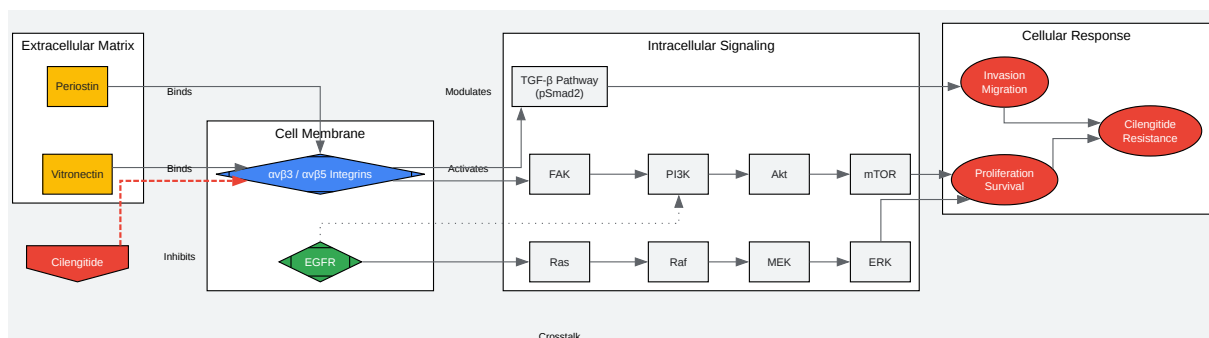 Extracellular Matrix
Periostin
Vitronectin
Cilengitide
Binds
Binds
Inhibits
Cell Membrane
αvβ3 / αvβ5 Integrins
EGFR
Modulates
Activates
Crosstalk
Intracellular Signaling
TGF-β Pathway
(pSmad2)
FAK
PI3K
Akt
mTOR
Ras
Raf
MEK
ERK
Cellular Response
Invasion
Migration
Proliferation
Survival
Cilengitide
Resistance